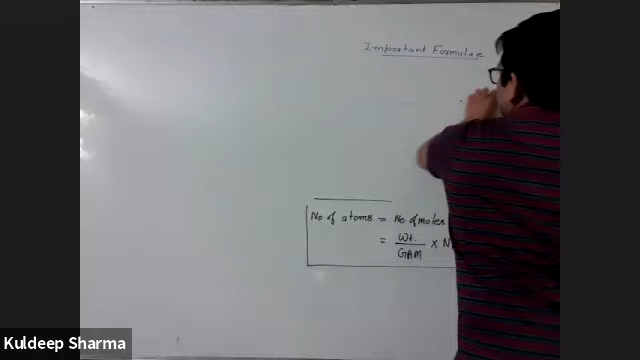 Important Formulae
No of atoms = No of moles
= Wt. / GAM × N
Kuldeep Sharma